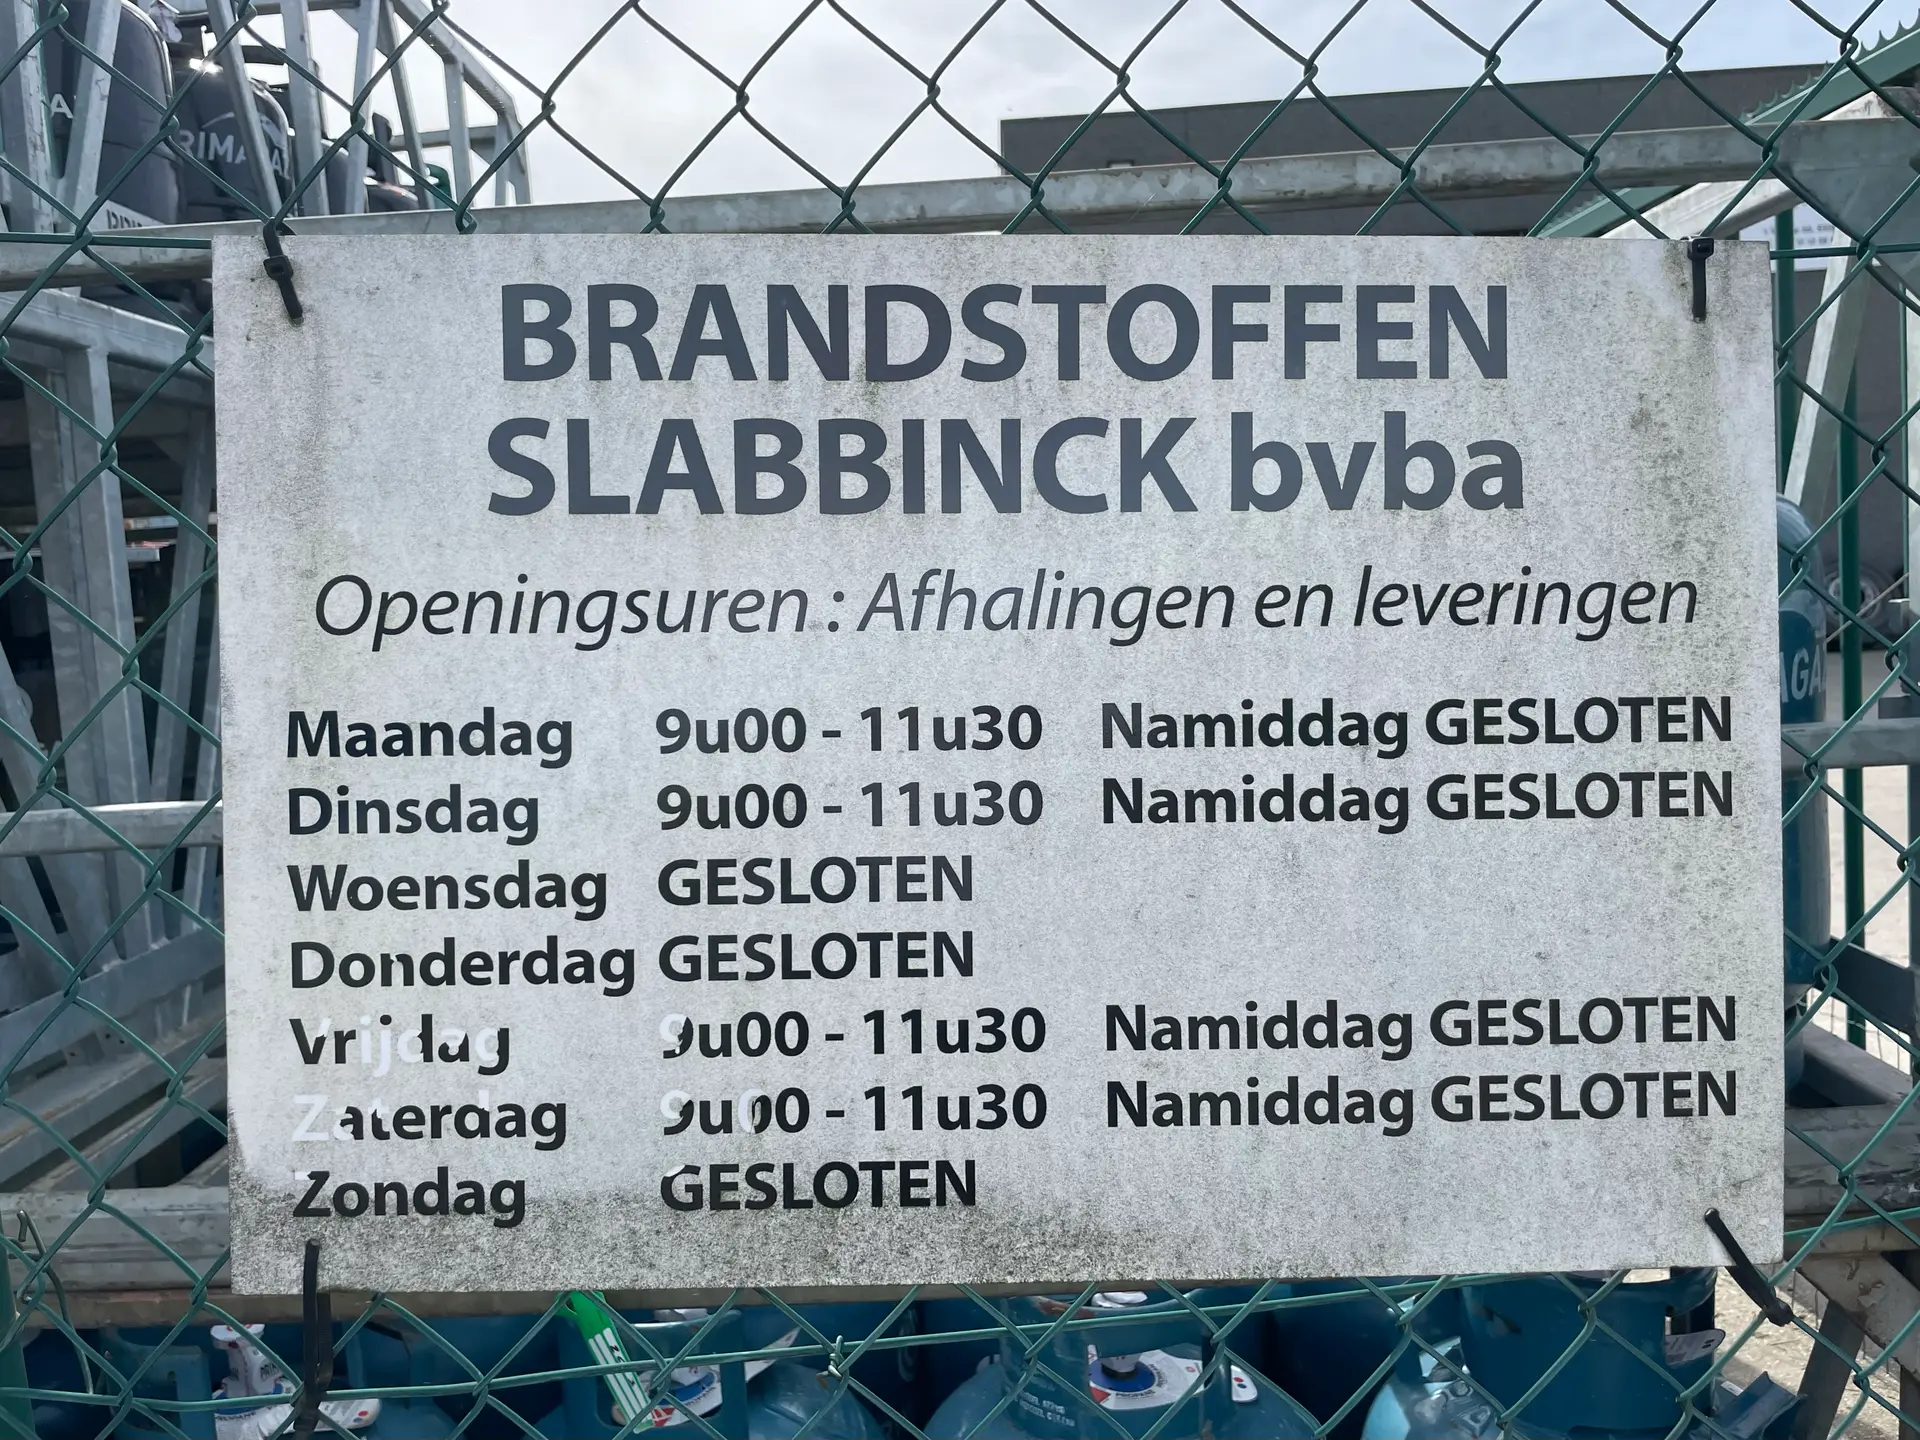 BRANDSTOFFEN
SLABBINCK bvba
Openingsuren : Afhalingen en leveringen
Maandag 9u00 - 11u30 Namiddag GESLOTEN
Dinsdag 9u00 - 11u30 Namiddag GESLOTEN
Woensdag GESLOTEN
Donderdag GESLOTEN
Vrijdag 9u00 - 11u30 Namiddag GESLOTEN
Zaterdag 9u00 - 11u30 Namiddag GESLOTEN
Zondag GESLOTEN